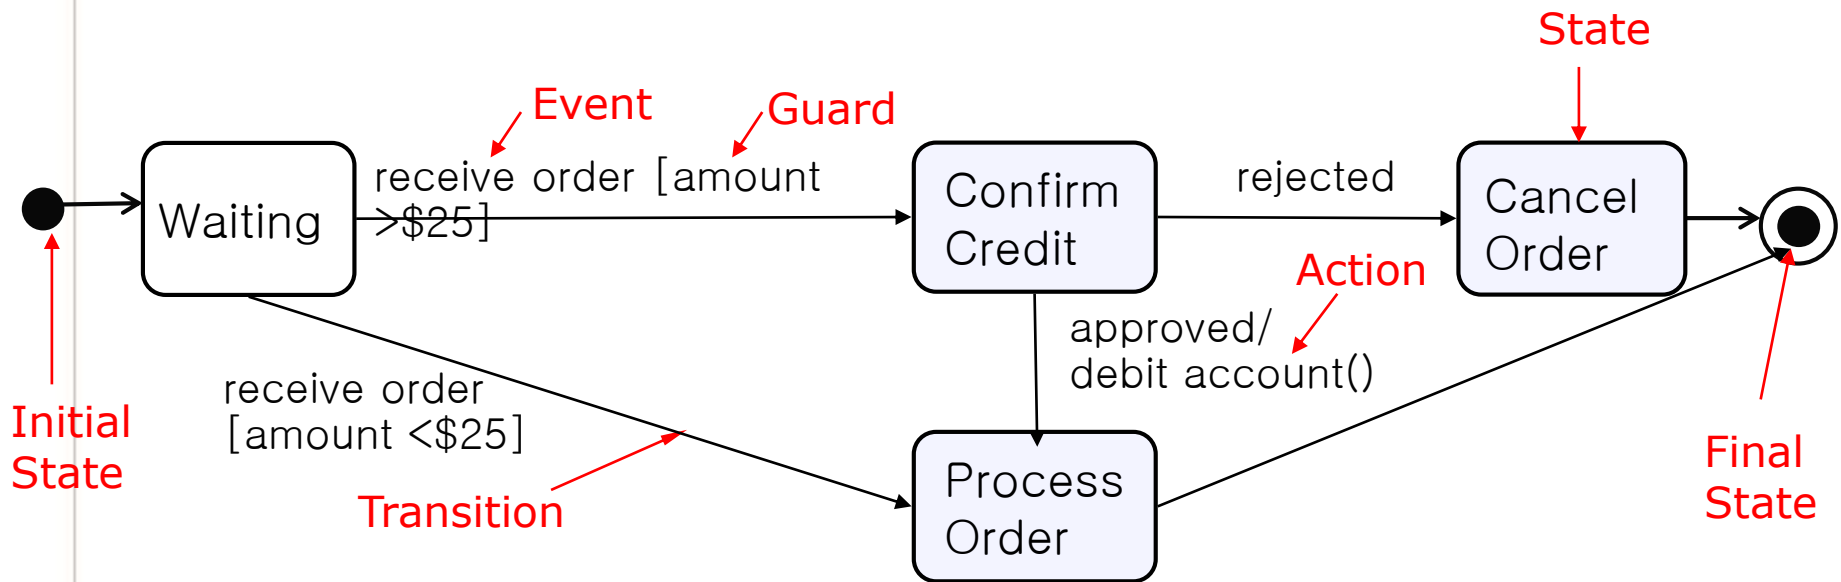 State
Event
Guard
receive order [amount
>$25]
Waiting
Confirm
Credit
rejected
Cancel
Order
Action
approved/
debit account()
receive order
[amount <$25]
Initial
State
Transition
Process
Order
Final
State